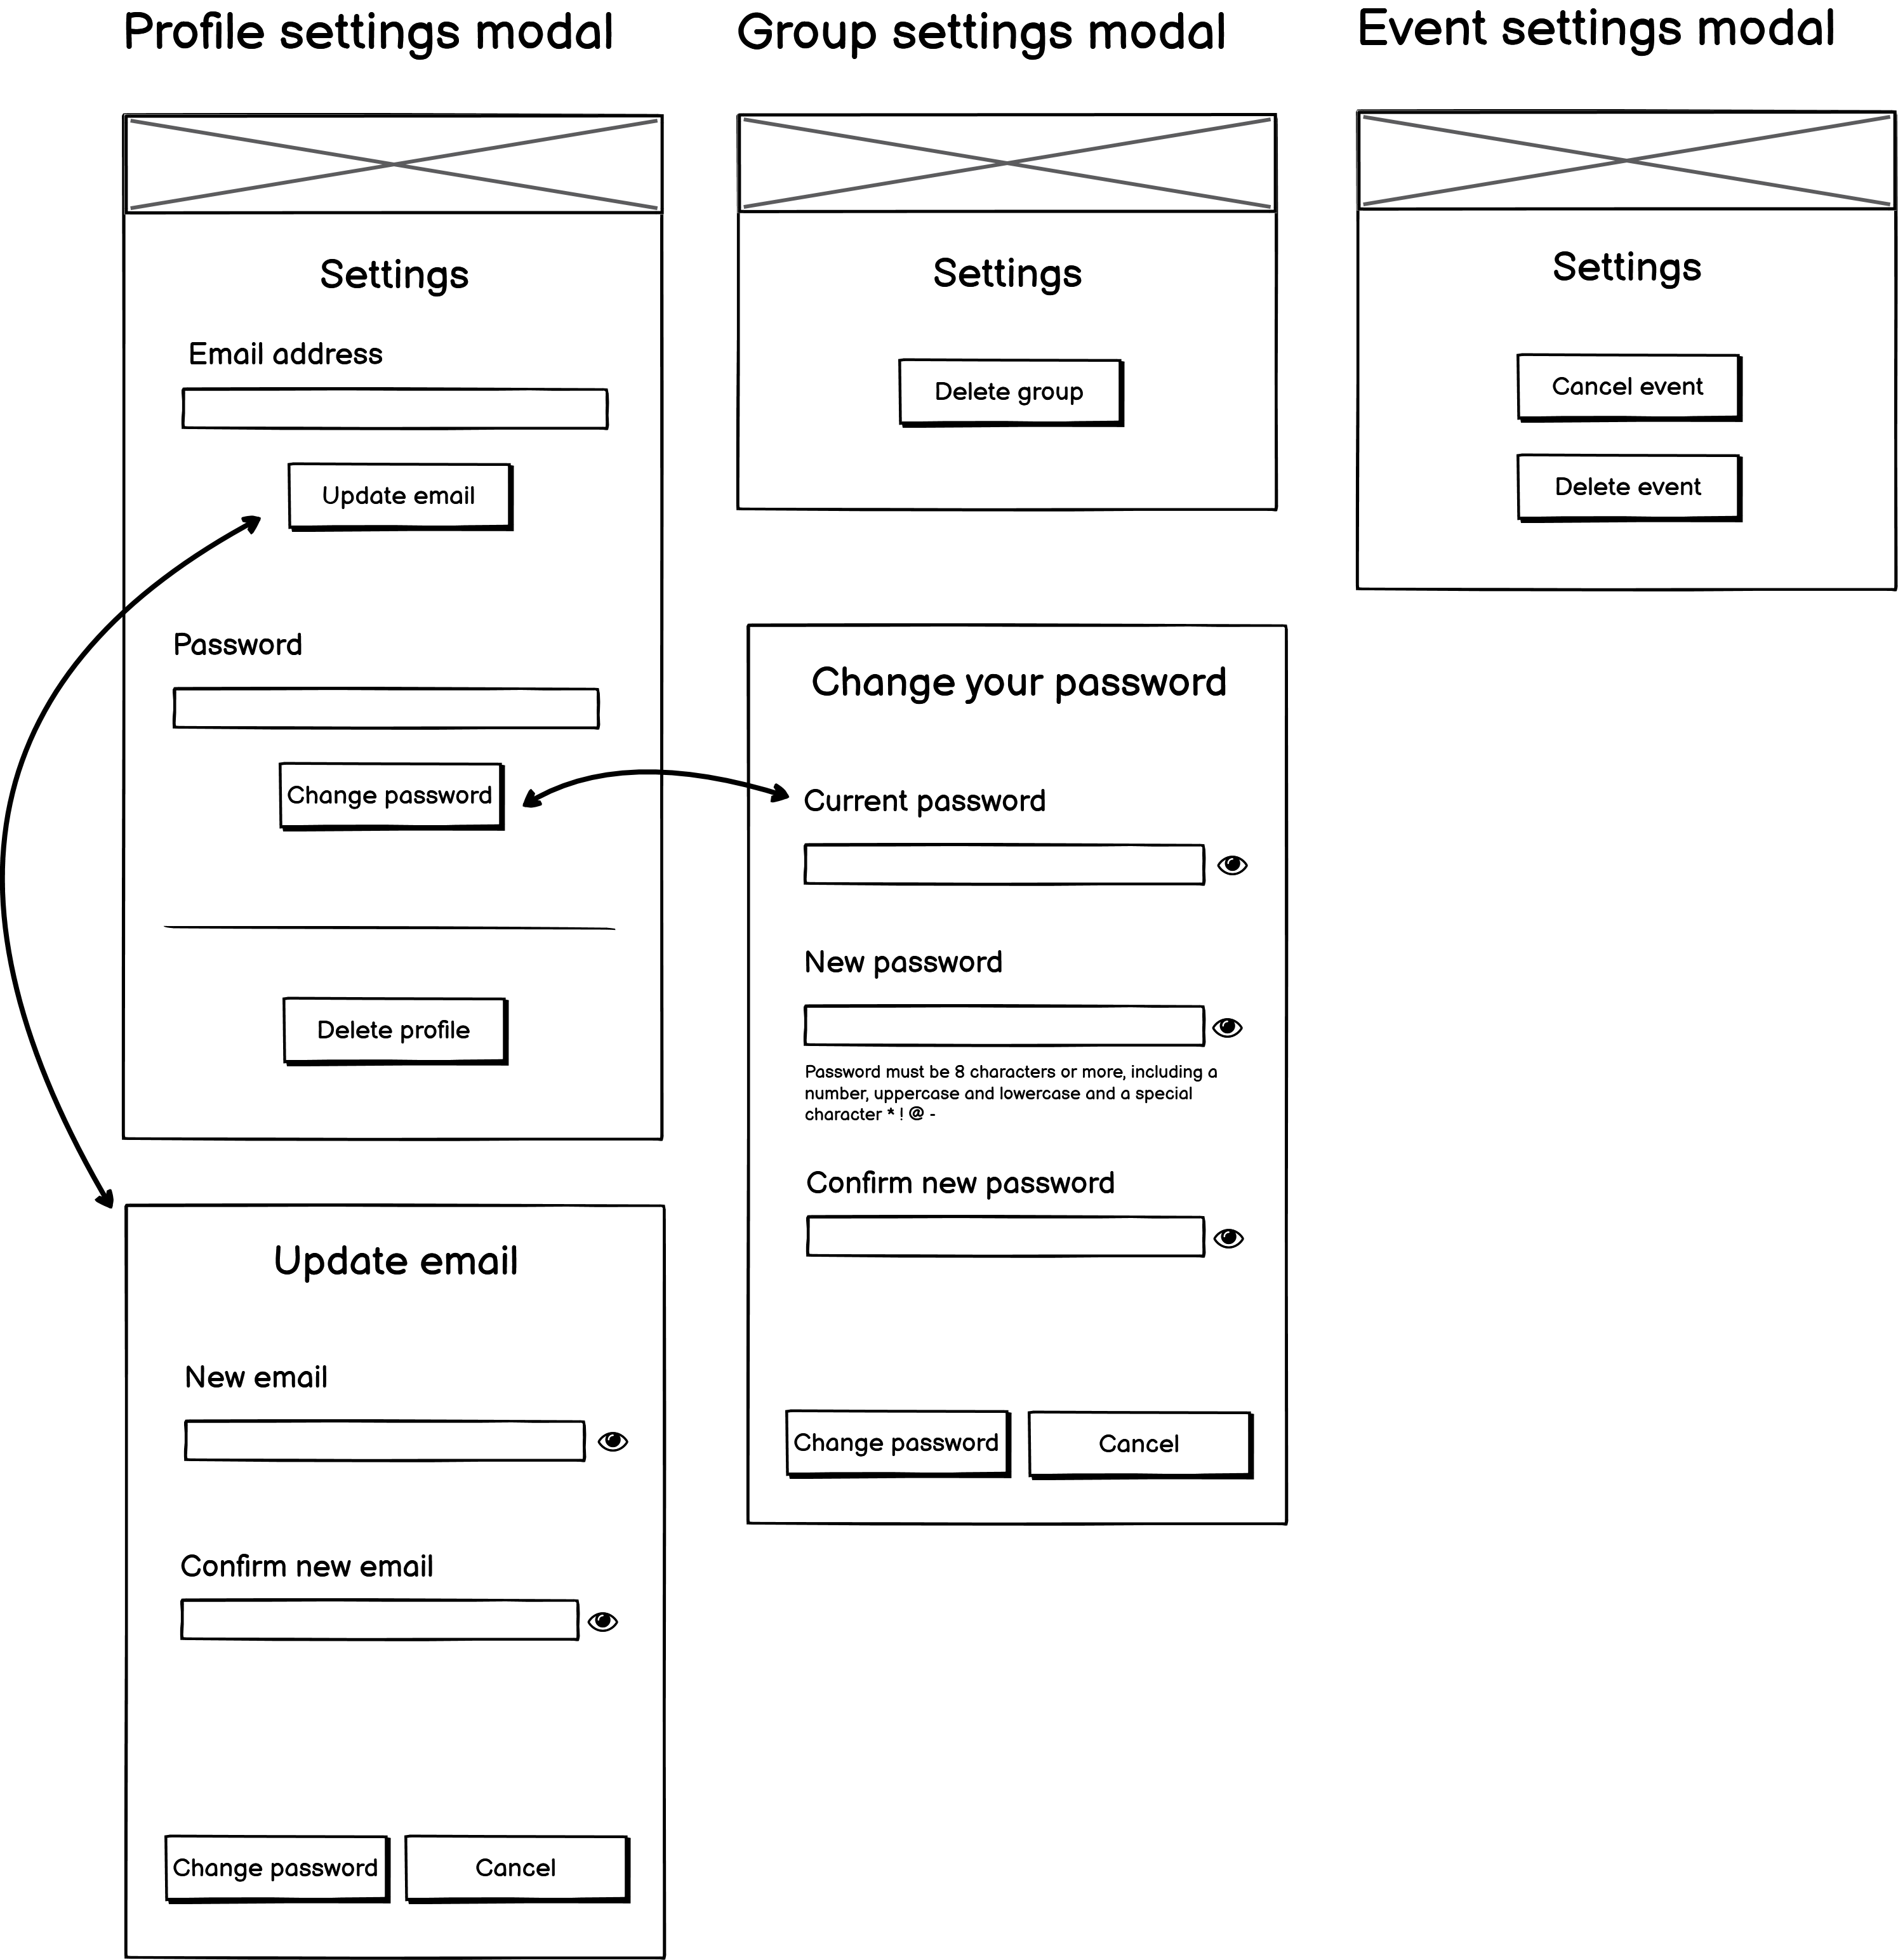 Profile settings modal
Settings
Email address
Update email
Password
Change password
Delete profile
Update email
New email
Confirm new email
Change password
Cancel
Group settings modal
Settings
Delete group
Change your password
Current password
New password
Password must be 8 characters or more, including a
number, uppercase and lowercase and a special
character * ! @ -
Confirm new password
Change password
Cancel
Event settings modal
Settings
Cancel event
Delete event